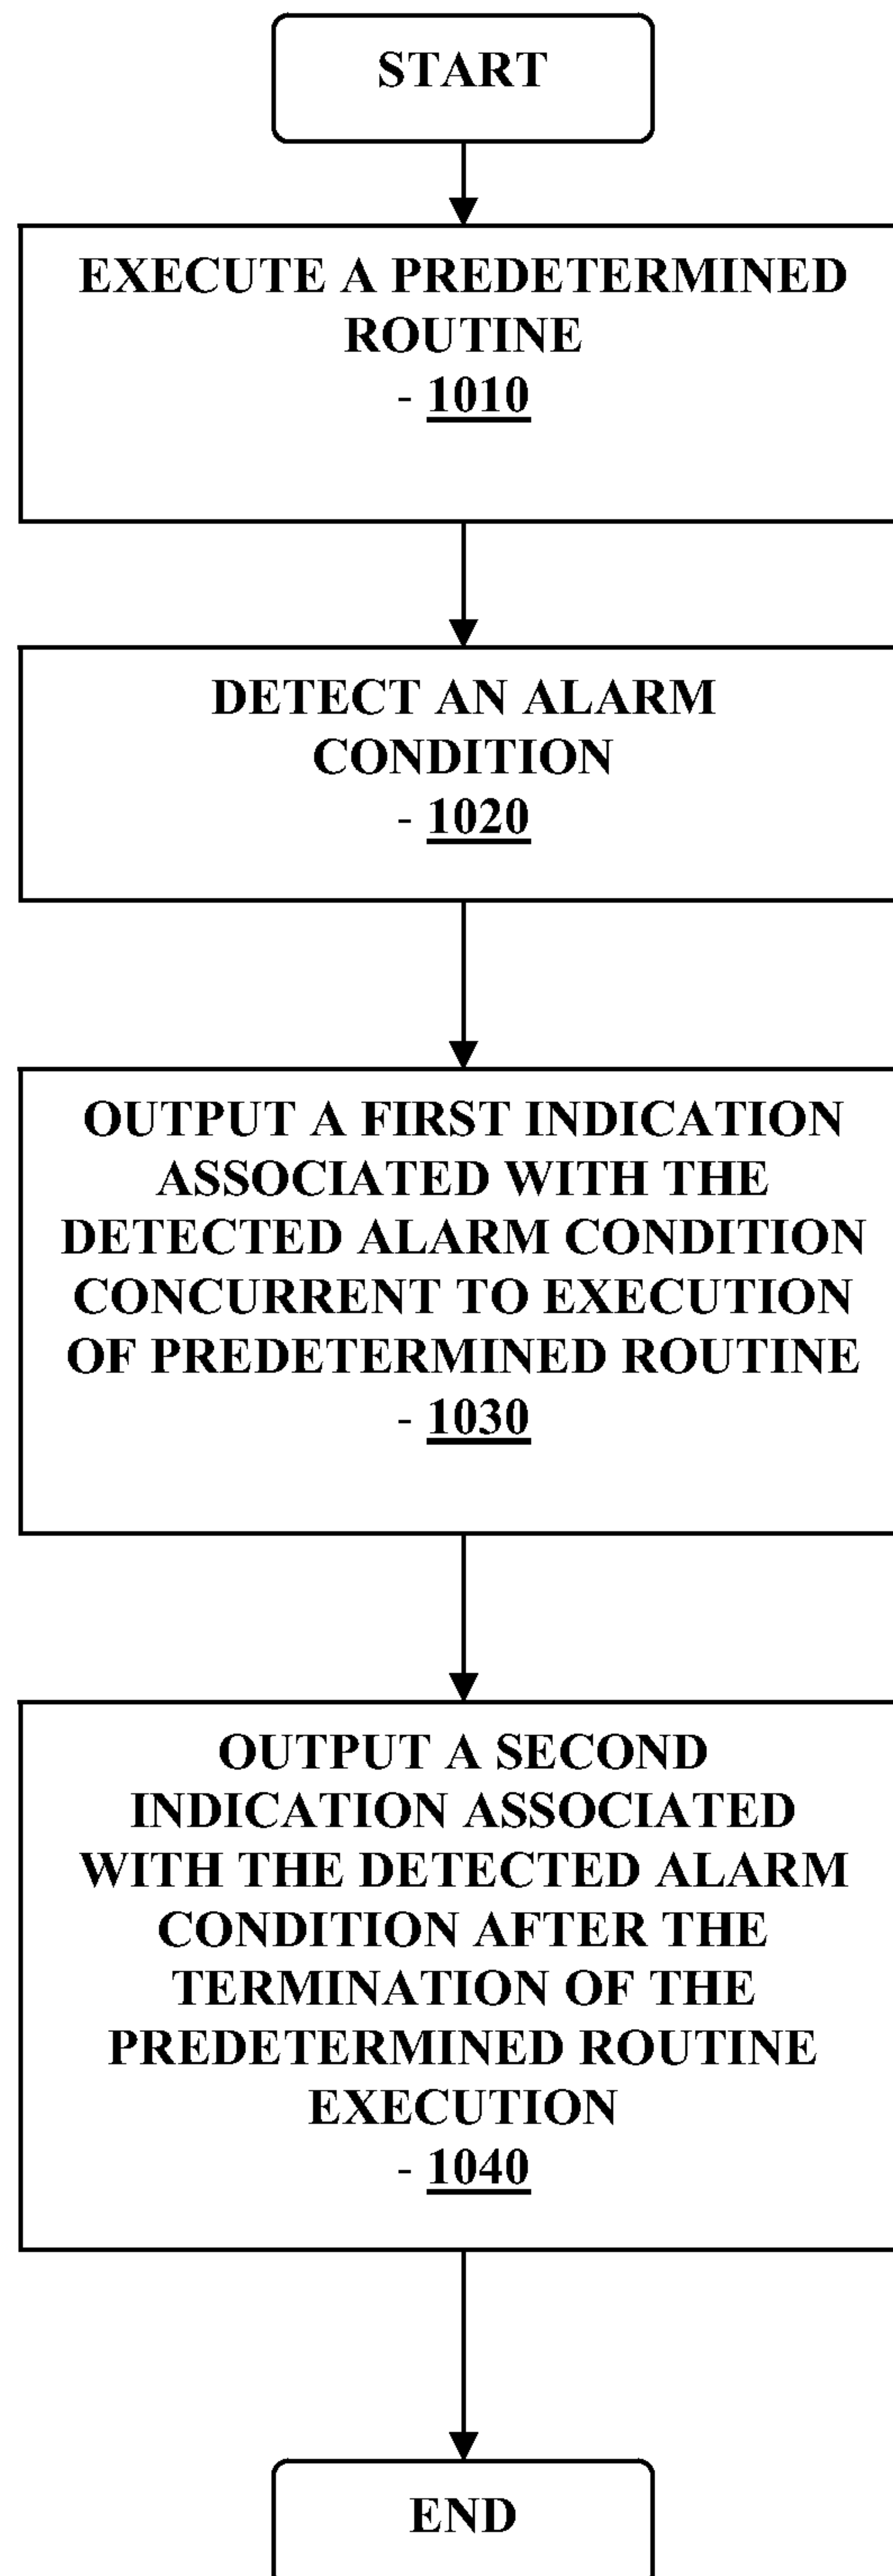 START
EXECUTE A PREDETERMINED
ROUTINE
- 1010
DETECT AN ALARM
CONDITION
- 1020
OUTPUT A FIRST INDICATION
ASSOCIATED WITH THE
DETECTED ALARM CONDITION
CONCURRENT TO EXECUTION
OF PREDETERMINED ROUTINE
- 1030
OUTPUT A SECOND
INDICATION ASSOCIATED
WITH THE DETECTED ALARM
CONDITION AFTER THE
TERMINATION OF THE
PREDETERMINED ROUTINE
EXECUTION
- 1040
END